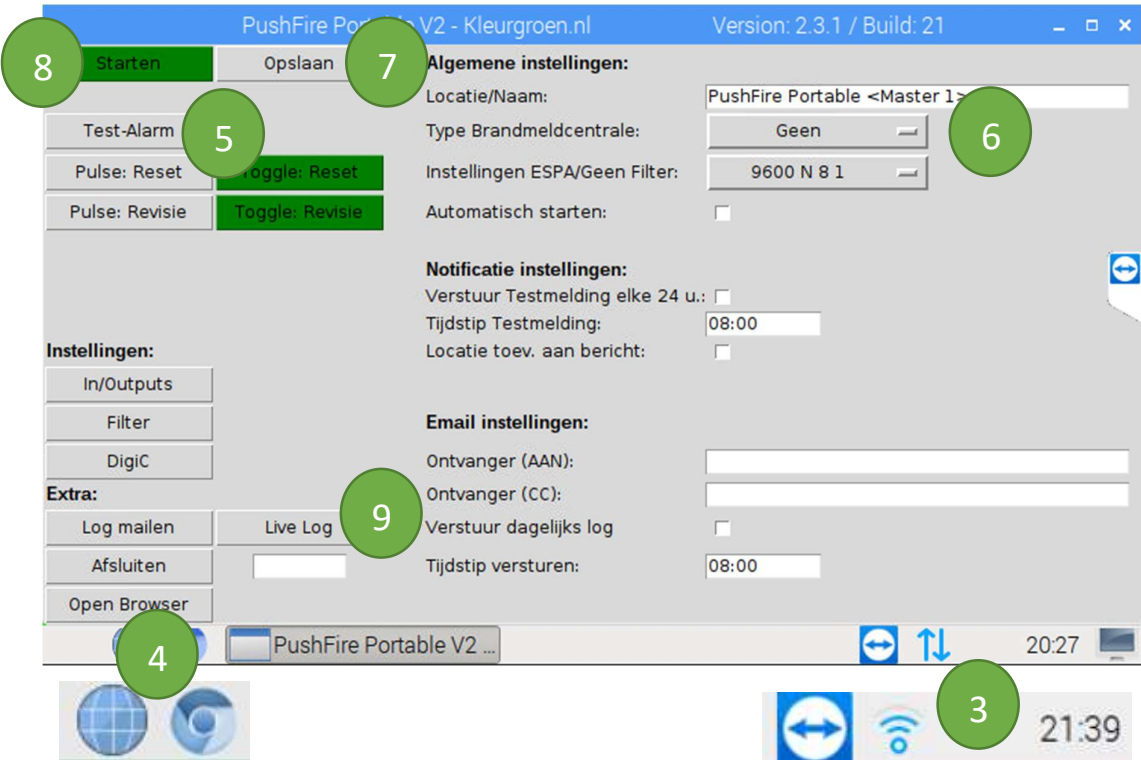 PushFire Portable V2 - Kleurgroen.nl Version: 2.3.1 / Build: 21
8 Starten Opslaan 7 Algemene instellingen:
Locatie/Naam: PushFire Portable <Master 1>
Test-Alarm 5 Type Brandmeldcentrale: Geen 6
Pulse: Reset Toggle: Reset Instellingen ESPA/Geen Filter: 9600 N 8 1
Pulse: Revisie Toggle: Revisie Automatisch starten:
Notificatie instellingen:
Verstuur Testmelding elke 24 u.:
Tijdstip Testmelding: 08:00
Instellingen: Locatie toev. aan bericht:
In/Outputs
Filter Email instellingen:
DigiC Ontvanger (AAN):
Extra: Ontvanger (CC):
Log mailen Live Log 9 Verstuur dagelijks log
Afsluiten Tijdstip versturen: 08:00
Open Browser
4 PushFire Portable V2 ... 20:27
3 21:39